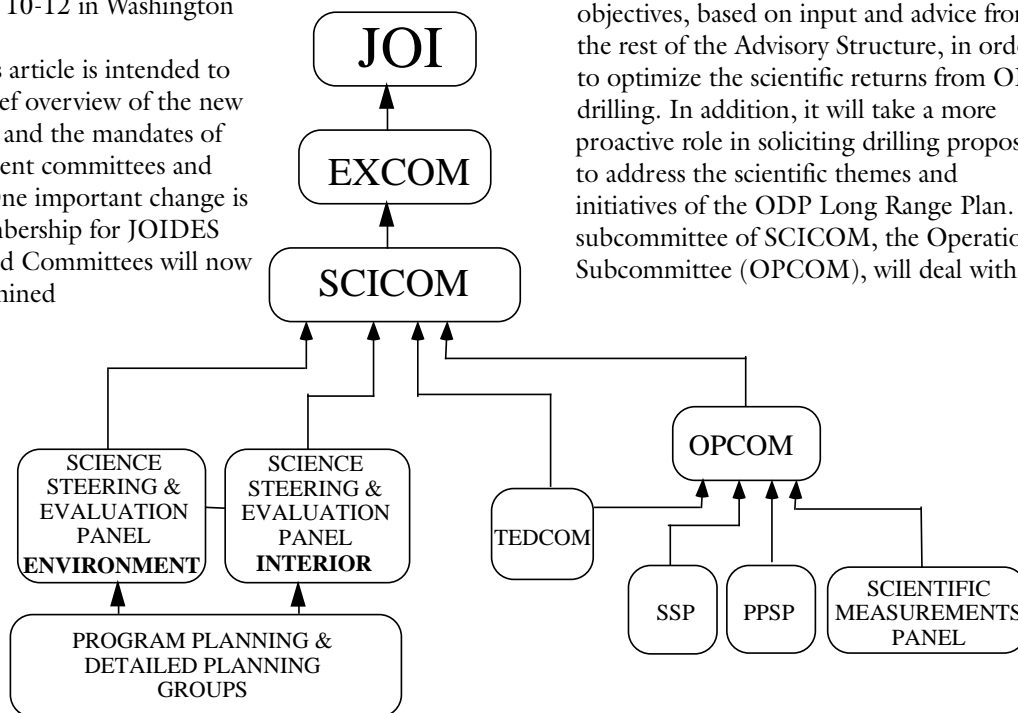 10-12 in Washington
s article is intended to
ef overview of the new
and the mandates of
ent committees and
ne important change is
bership for JOIDES
d Committees will now
ined
objectives, based on input and advice from
the rest of the Advisory Structure, in orde
to optimize the scientific returns from OD
drilling. In addition, it will take a more
proactive role in soliciting drilling propos
to address the scientific themes and
initiatives of the ODP Long Range Plan.
subcommittee of SCICOM, the Operatio
Subcommittee (OPCOM), will deal with
JOI
EXCOM
SCICOM
OPCOM
SCIENCE
STEERING &
EVALUATION
PANEL
ENVIRONMENT
SCIENCE
STEERING &
EVALUATION
PANEL
INTERIOR
TEDCOM
SSP
PPSP
SCIENTIFIC
MEASUREMENTS
PANEL
PROGRAM PLANNING &
DETAILED PLANNING
GROUPS